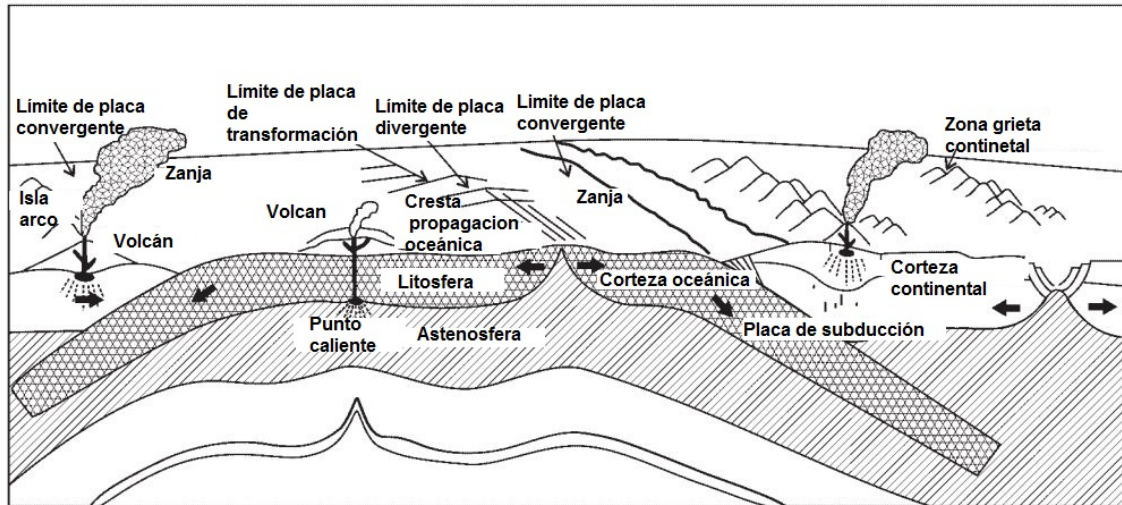 Límite de placa
convergente
Zanja
Isla
arco
Volcán
Límite de placa
de
transformación
Límite de placa
divergente
Límite de placa
convergente
Zona grieta
continetal
Volcan
Cresta
propagacion
oceánica
Zanja
Litosfera
Corteza oceánica
Corteza
continental
Punto
caliente
Astenosfera
Placa de subducción